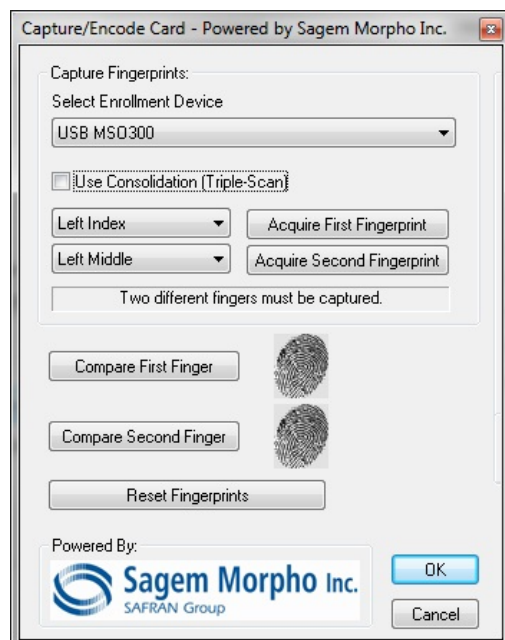 Capture/Encode Card - Powered by Sagem Morpho Inc.
Capture Fingerprints:
Select Enrollment Device
USB MSO300
Use Consolidation (Triple-Scan)
Left Index
Acquire First Fingerprint
Left Middle
Acquire Second Fingerprint
Two different fingers must be captured.
Compare First Finger
Compare Second Finger
Reset Fingerprints
Powered By:
Sagem Morpho Inc.
SAFRAN Group
OK
Cancel